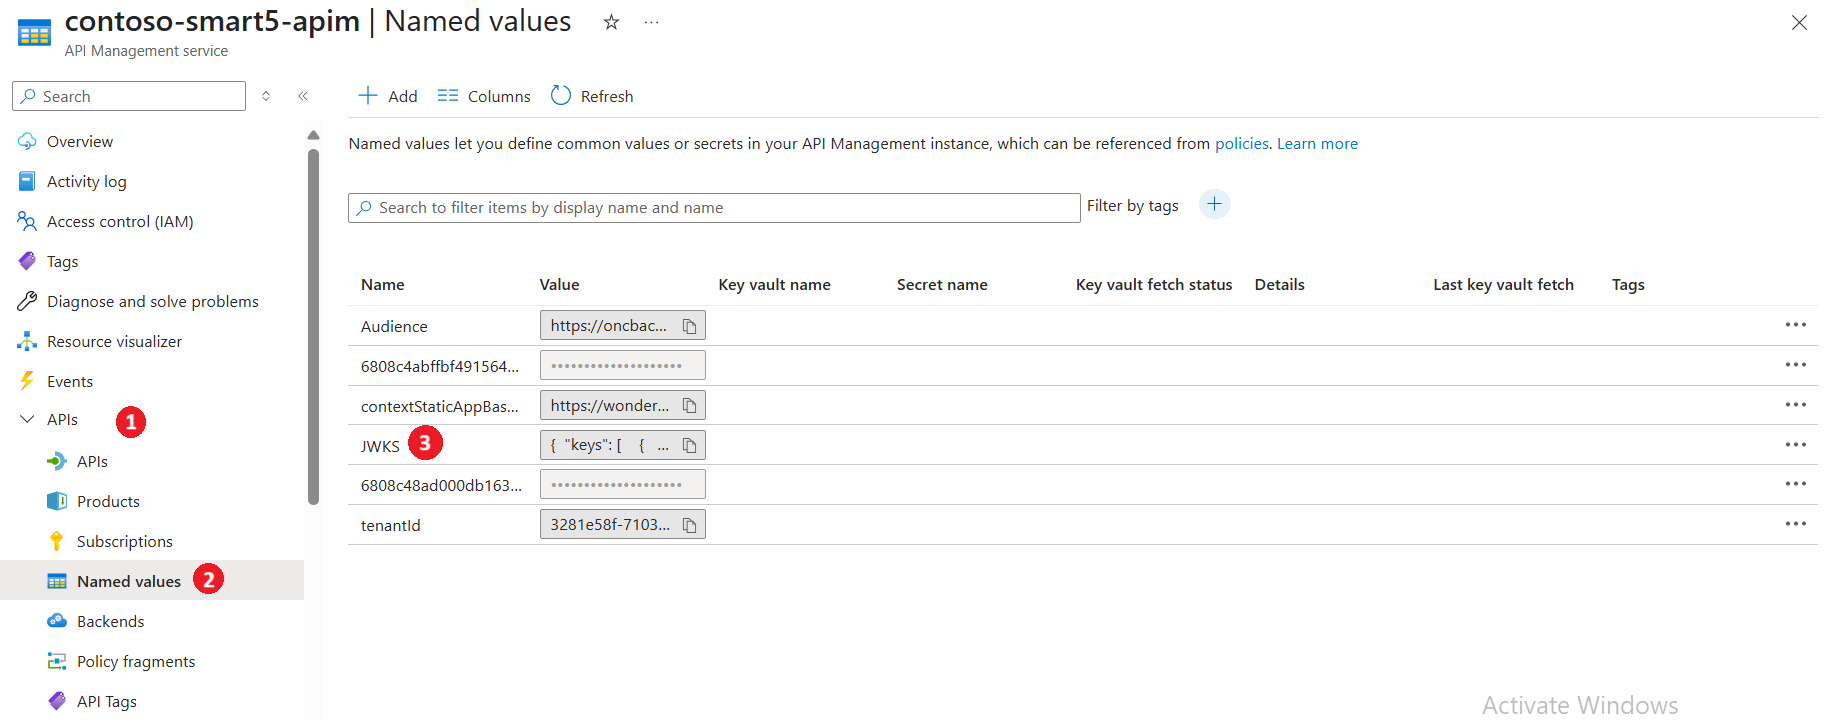 contoso-smart5-apim | Named values
API Management service
Search
Add
Columns
Refresh
Overview
Activity log
Access control (IAM)
Tags
Diagnose and solve problems
Resource visualizer
Events
APIs
1
APIs
Products
Subscriptions
Named values
2
Backends
Policy fragments
API Tags
Named values let you define common values or secrets in your API Management instance, which can be referenced from policies. Learn more
Search to filter items by display name and name
Filter by tags
Name Value Key vault name Secret name Key vault fetch status Details Last key vault fetch Tags
Audience https://oncbac...
6808c4abffbf491564...
contextStaticAppBas... https://wonder...
JWKS 3 { "keys": [ { ...
6808c48ad000db163...
tenantId 3281e58f-7103...
Activate Windows